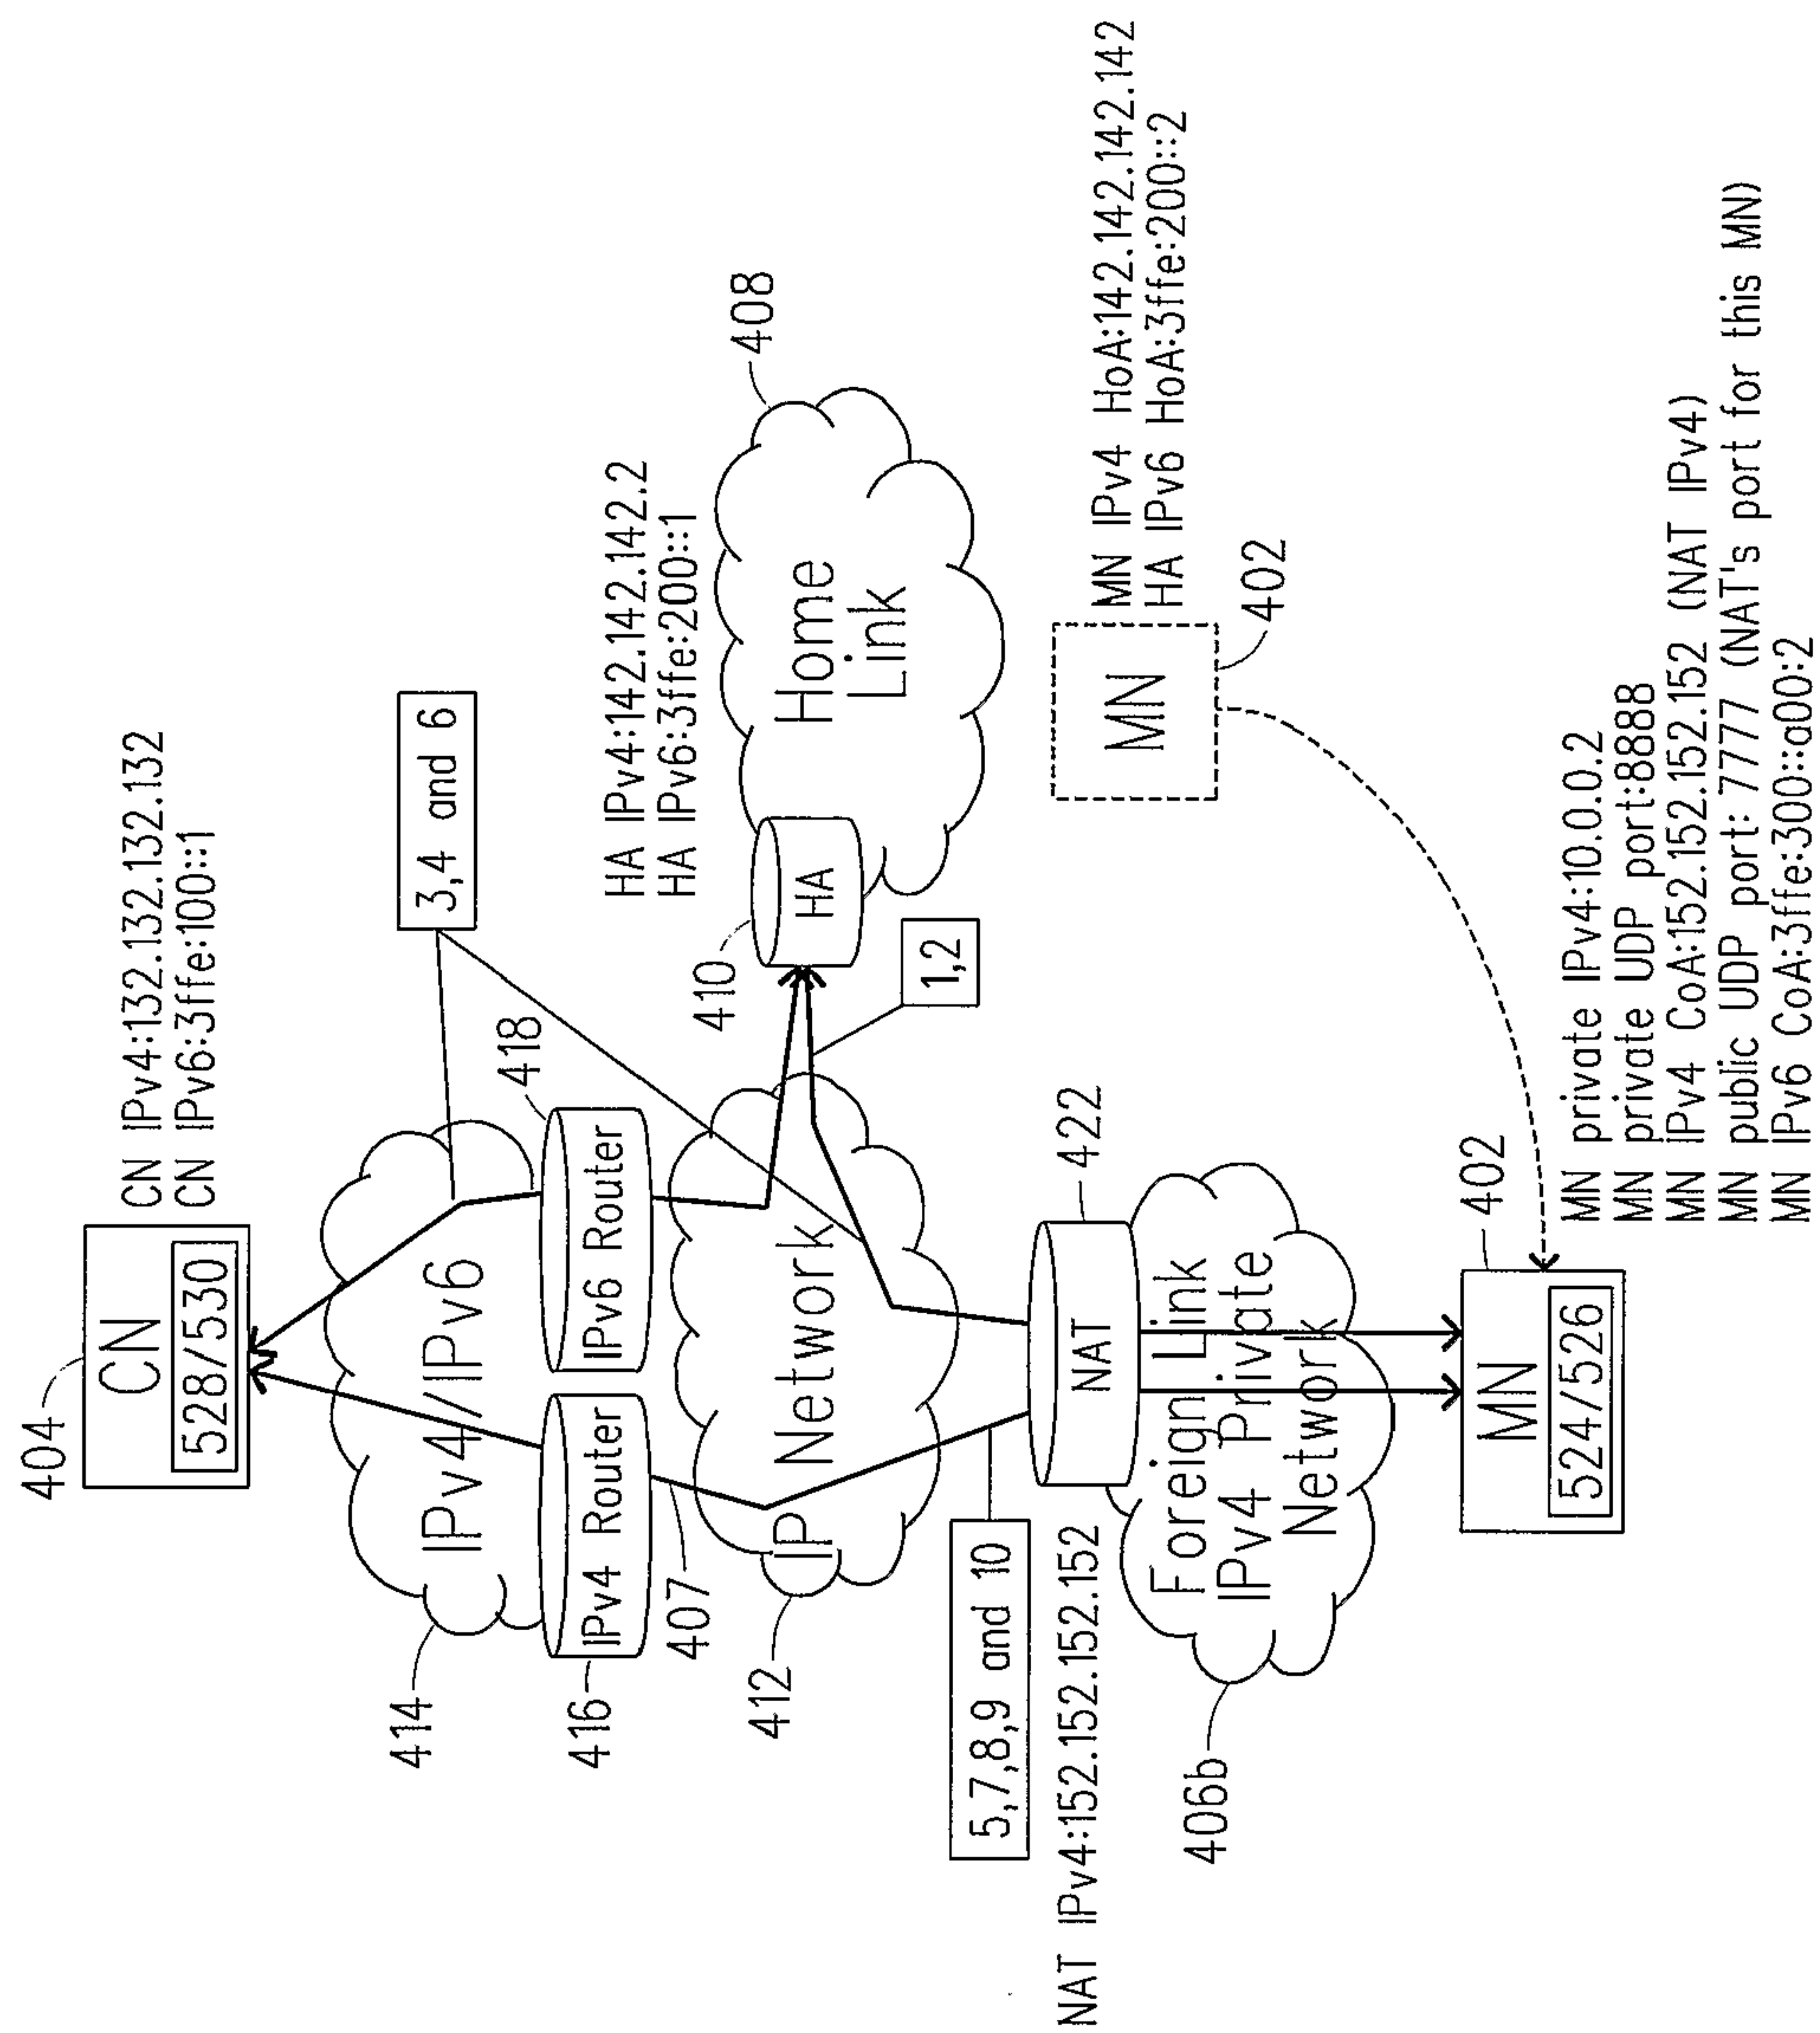 404
CN
528/530
CN IPv4:132.132.132.132
CN IPv6:3ffe:100::1
414
IPv4/IPv6
3,4 and 6
416
IPv4 Router
IPv6 Router
418
407
412
IP Network
410
HA
HA IPv4:142.142.142.2
HA IPv6:3ffe:200::1
Home
Link
408
1,2
5,7,8,9 and 10
NAT IPv4:152.152.152.152
NAT
422
406b
Foreign Link
IPv4 Private
Network
MN
402
MN IPv4 HoA:142.142.142.142
HA IPv6 HoA:3ffe:200::2
MN
524/526
402
MN private IPv4:10.0.0.2
MN private UDP port:8888
MN IPv4 CoA:152.152.152.152 (NAT IPv4)
MN public UDP port: 7777 (NAT's port for this MN)
MN IPv6 CoA:3ffe:300::a00:2